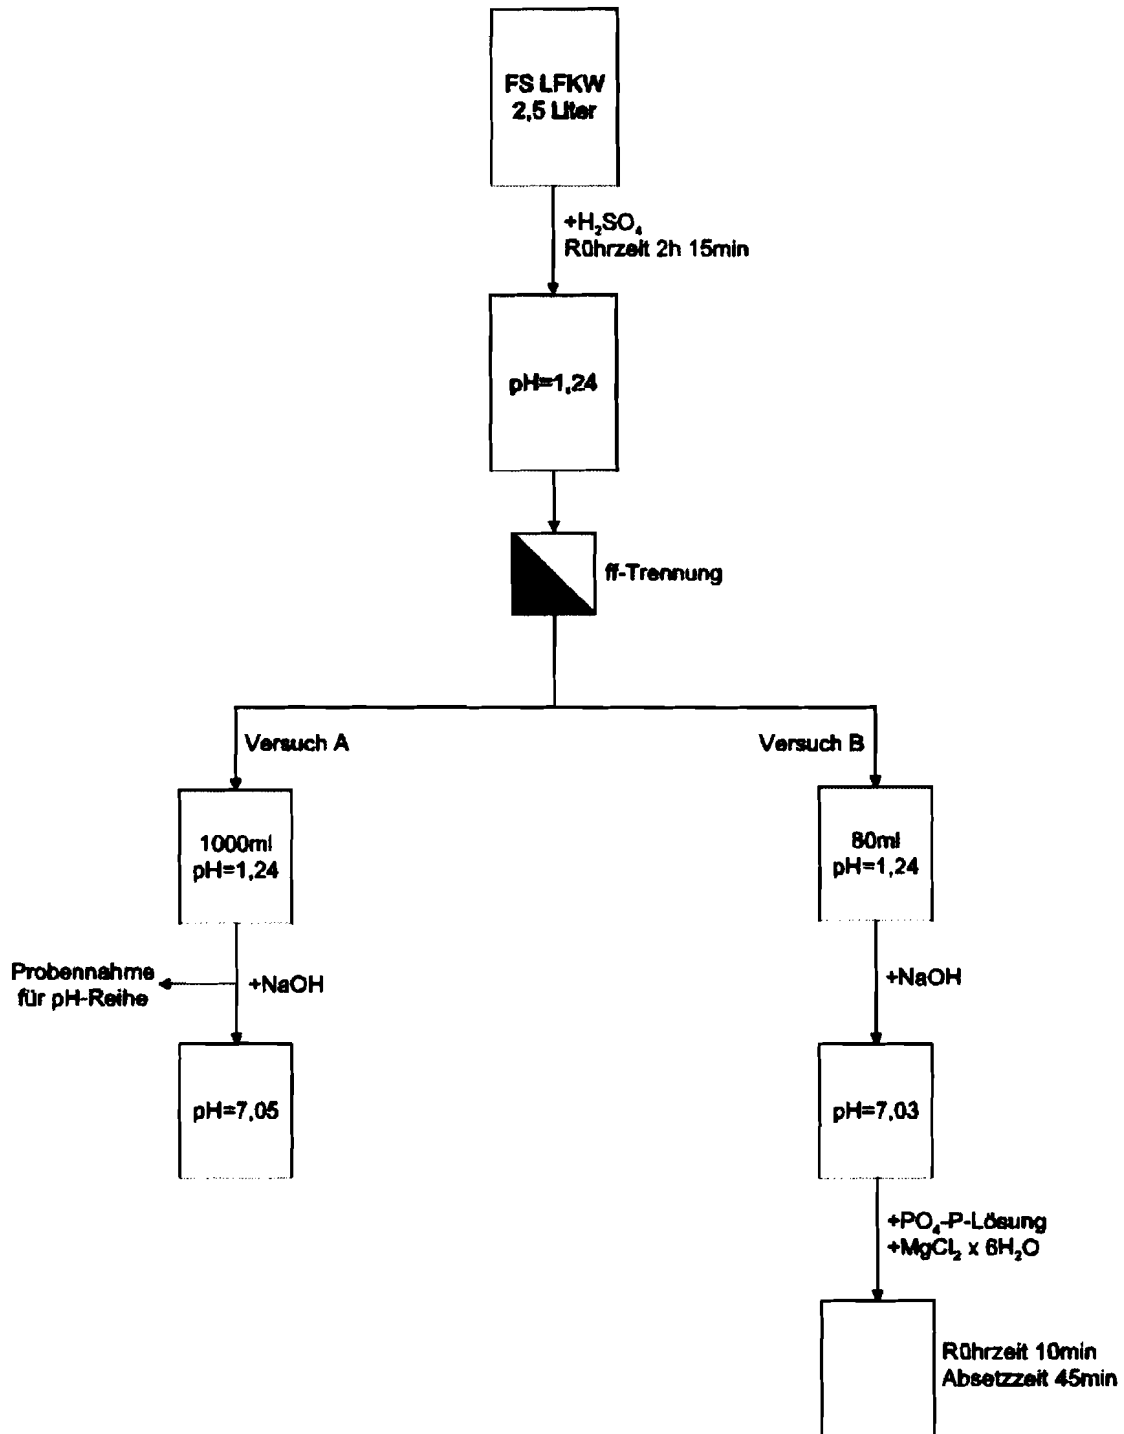 FS LFKW
2,5 Liter
+H₂SO₄
Rührzeit 2h 15min
pH=1,24
ff-Trennung
Versuch A
Versuch B
1000ml
pH=1,24
80ml
pH=1,24
Probennahme
für pH-Reihe
+NaOH
+NaOH
pH=7,05
pH=7,03
+PO₄-P-Lösung
+MgCl₂ x 6H₂O
Rührzeit 10min
Absetzzeit 45min